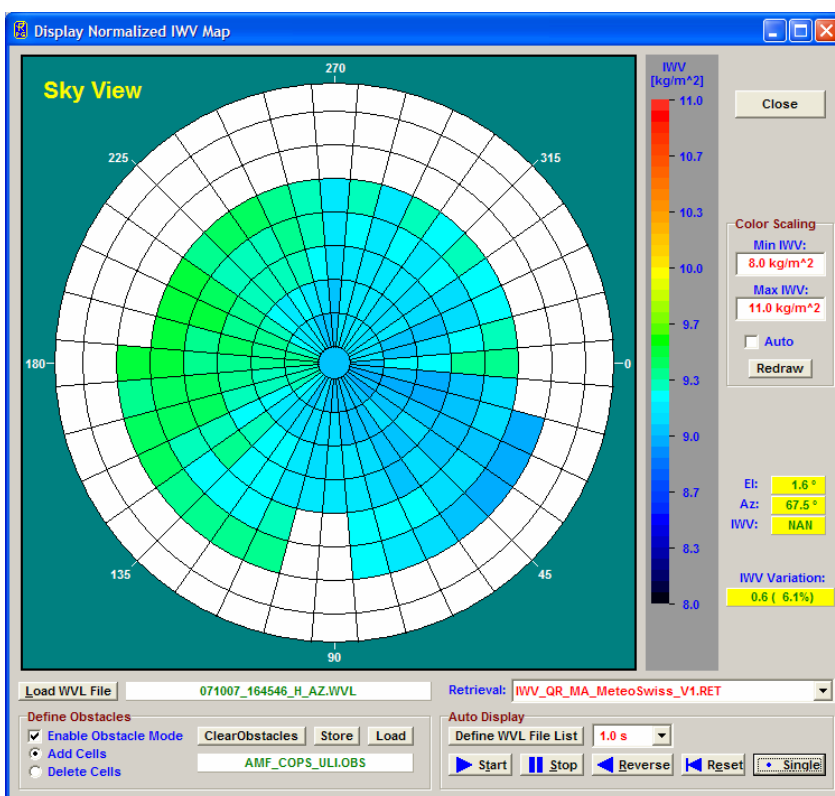 Display Normalized IWV Map
Sky View
270
225
315
180
0
135
45
90
IWV
[kg/m^2]
11.0
10.7
10.3
10.0
9.7
9.3
9.0
8.7
8.3
8.0
Close
Color Scaling
Min IWV:
8.0 kg/m^2
Max IWV:
11.0 kg/m^2
Auto
Redraw
El: 1.6 °
Az: 67.5 °
IWV: NAN
IWV Variation:
0.6 ( 6.1%)
Load WVL File 071007_164546_H_AZ.WVL
Retrieval: IWV_QR_MA_MeteoSwiss_V1.RET
Define Obstacles
Enable Obstacle Mode ClearObstacles Store Load
Add Cells
Delete Cells
AMF_COPS_ULI.OBS
Auto Display
Define WVL File List 1.0 s
Start Stop Reverse Reset Single